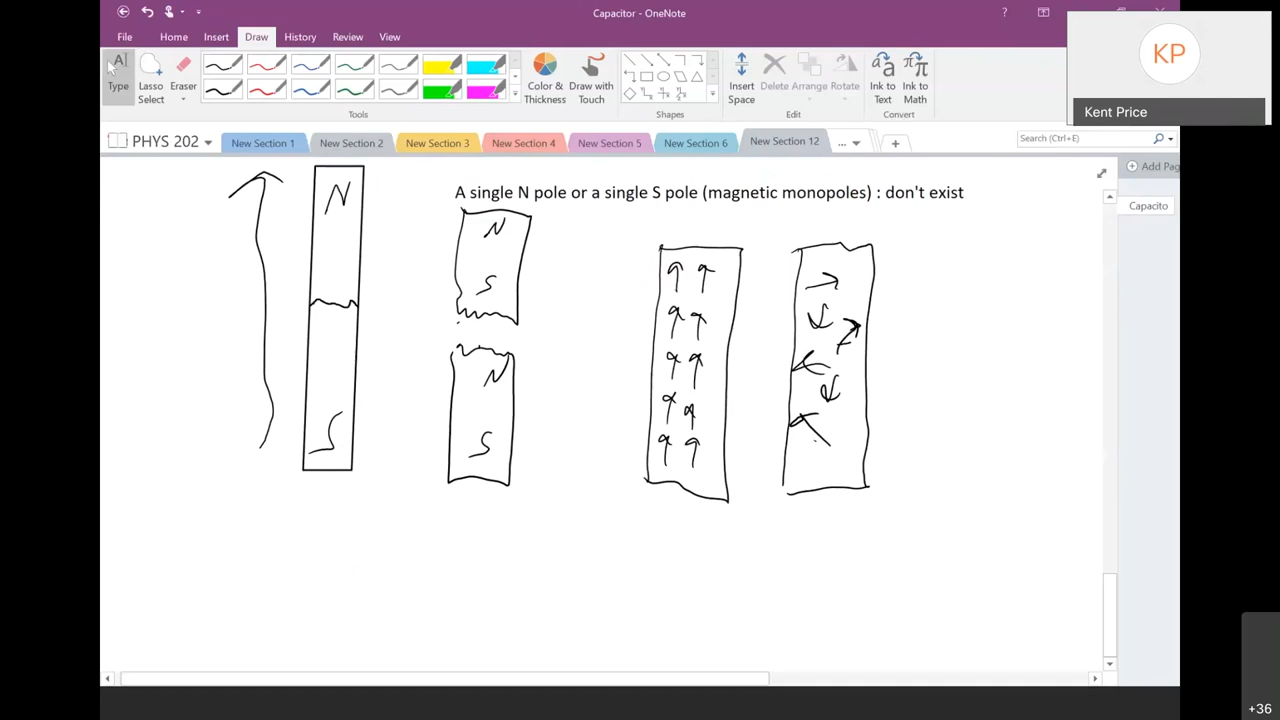 Capacitor - OneNote
?
File Home Insert Draw History Review View
Type
Lasso Select
Eraser
Color & Thickness
Draw with Touch
Insert Space
Delete
Arrange
Rotate
Ink to Text
Ink to Math
Tools
Shapes
Edit
Convert
KP
Kent Price
PHYS 202
New Section 1
New Section 2
New Section 3
New Section 4
New Section 5
New Section 6
New Section 12
...
Search (Ctrl+E)
Add Pag
Capacito
A single N pole or a single S pole (magnetic monopoles) : don't exist
N
S
N
S
N
S
+36